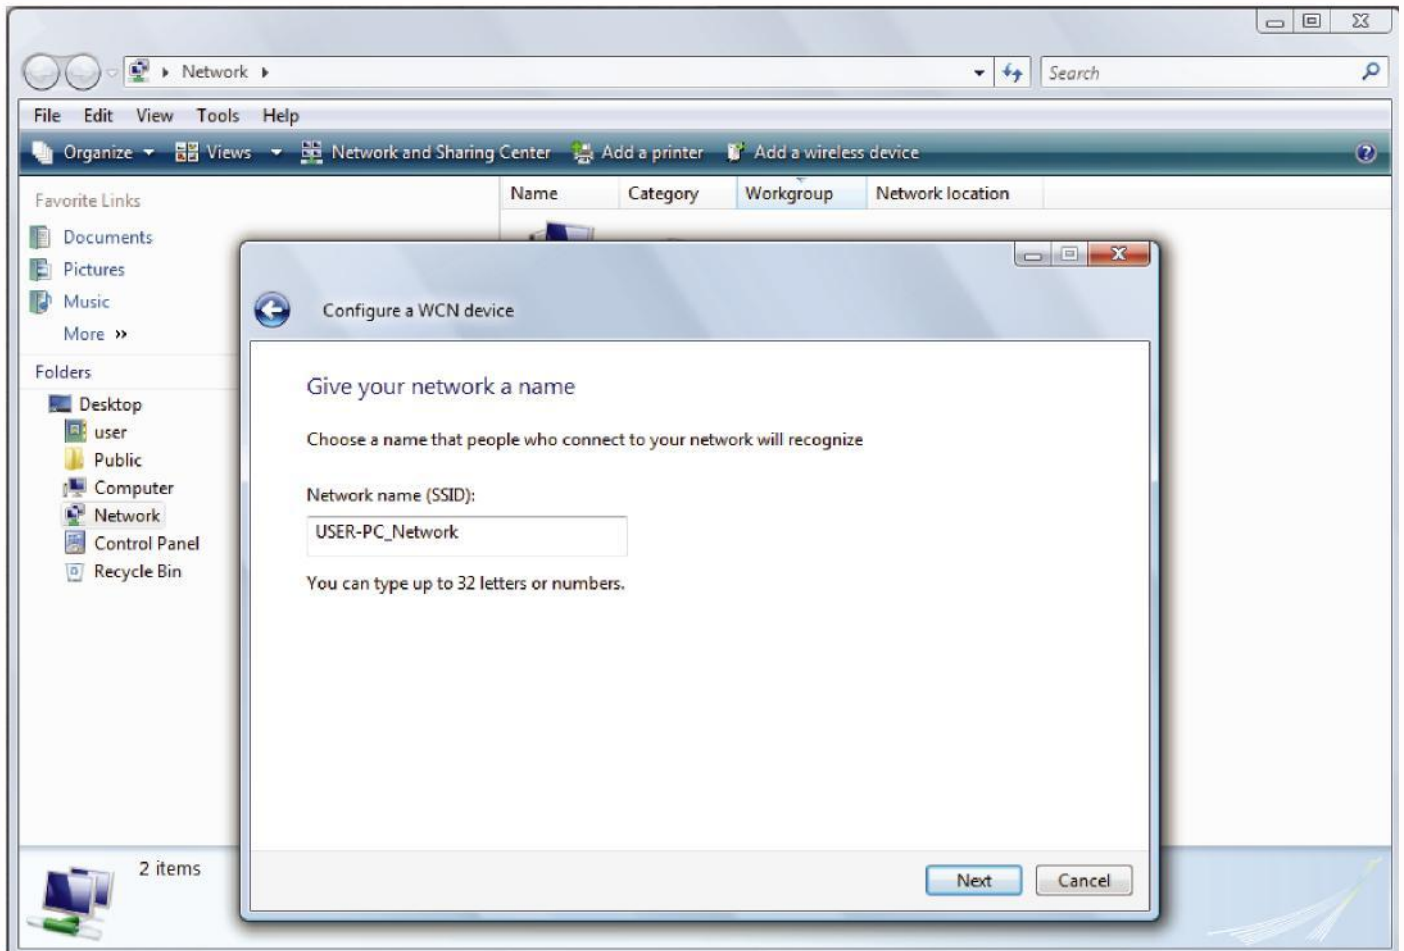 Network
Search
File Edit View Tools Help
Organize Views Network and Sharing Center Add a printer Add a wireless device
Favorite Links
Documents
Pictures
Music
More »
Folders
Desktop
user
Public
Computer
Network
Control Panel
Recycle Bin
Name Category Workgroup Network location
Configure a WCN device
Give your network a name
Choose a name that people who connect to your network will recognize
Network name (SSID):
USER-PC_Network
You can type up to 32 letters or numbers.
Next Cancel
2 items